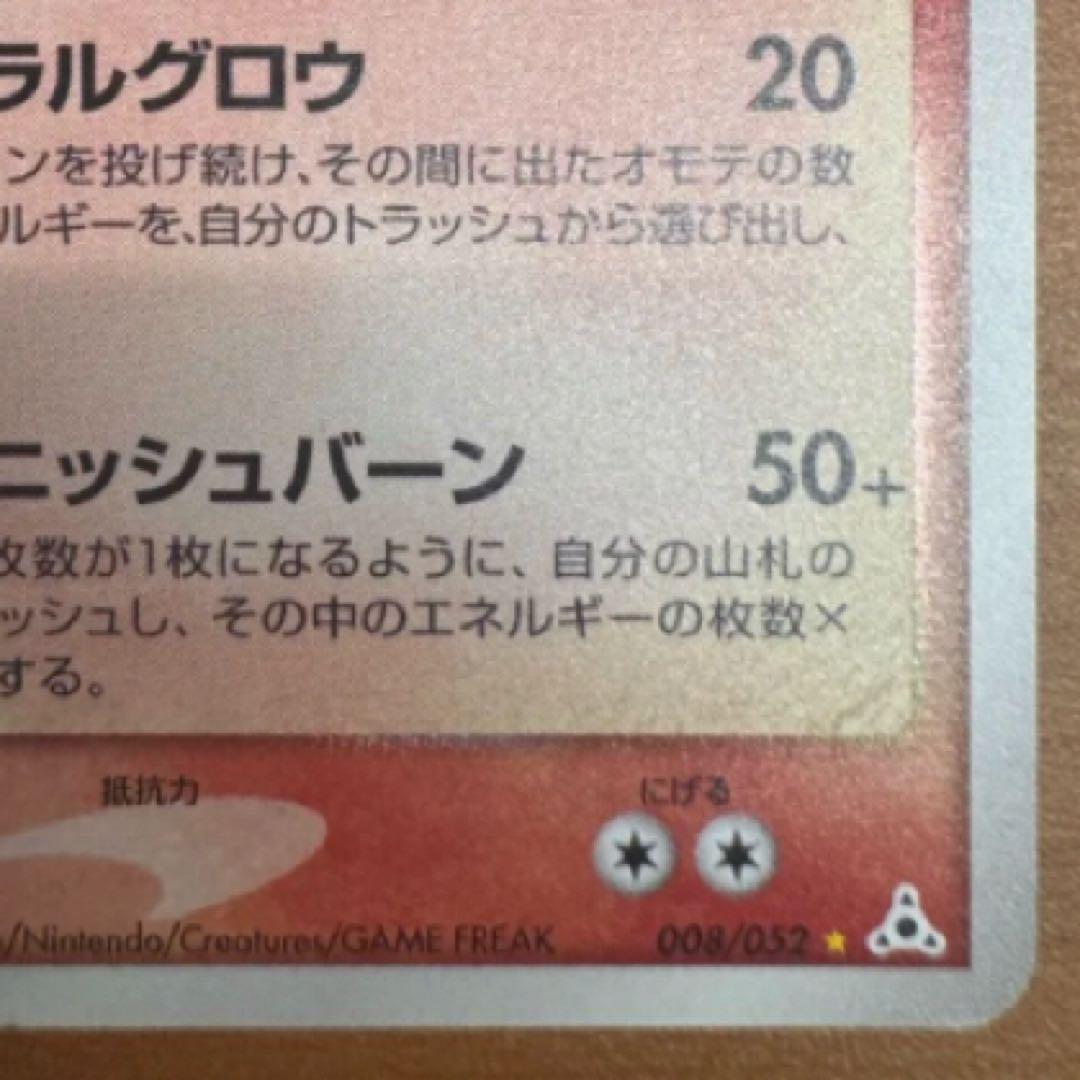 ラルグロウ 20
ンを投げ続け、その間に出たオモテの数
ルギーを、自分のトラッシュから選び出し、
ニッシュバーン 50+
枚数が1枚になるように、自分の山札の
ッシュし、その中のエネルギーの枚数×
する。
抵抗力 にげる
/Nintendo/Creatures/GAME FREAK 008/052